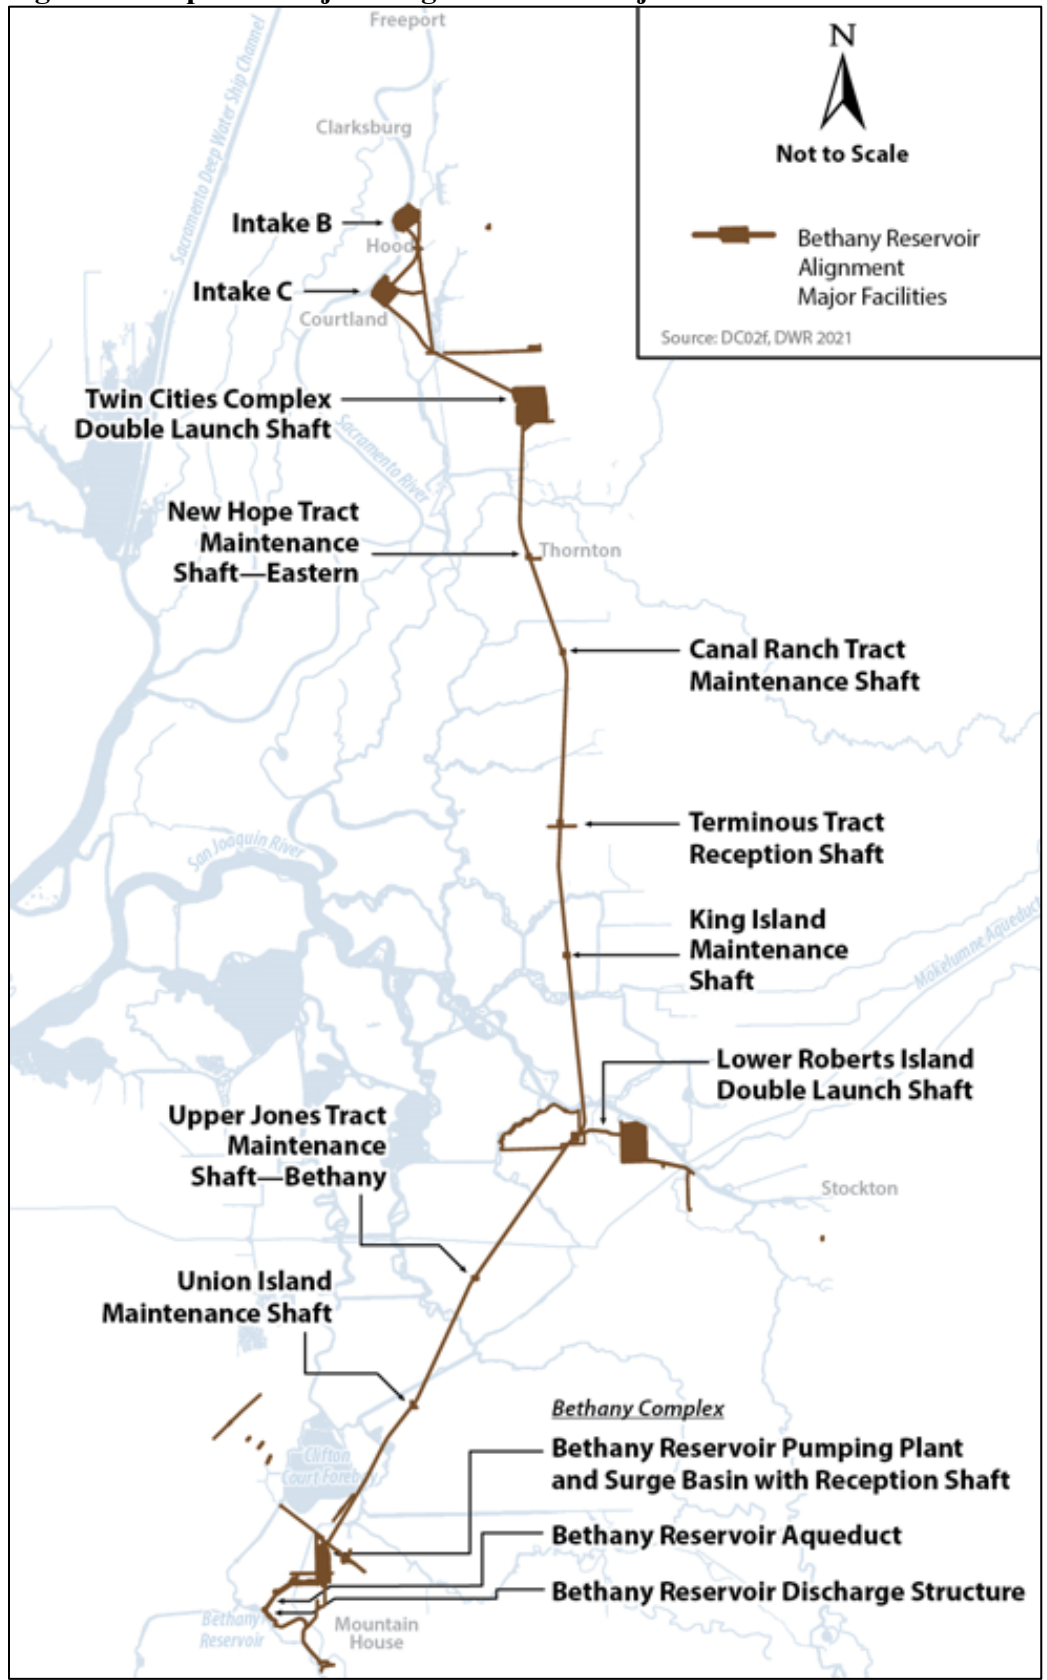 Freeport
Sacramento Deep Water Ship Channel
Clarksburg
N
Not to Scale
Bethany Reservoir
Alignment
Major Facilities
Source: DC02f, DWR 2021
Intake B
Hood
Intake C
Courtland
Twin Cities Complex
Double Launch Shaft
Sacramento River
New Hope Tract
Maintenance
Shaft—Eastern
Thornton
Canal Ranch Tract
Maintenance Shaft
Terminous Tract
Reception Shaft
San Joaquin River
King Island
Maintenance
Shaft
Mokelumne Aqueduct
Lower Roberts Island
Double Launch Shaft
Upper Jones Tract
Maintenance
Shaft—Bethany
Stockton
Union Island
Maintenance Shaft
Bethany Complex
Bethany Reservoir Pumping Plant
and Surge Basin with Reception Shaft
Clifton
Court Forebay
Bethany Reservoir Aqueduct
Bethany Reservoir Discharge Structure
Bethany
Reservoir
Mountain
House